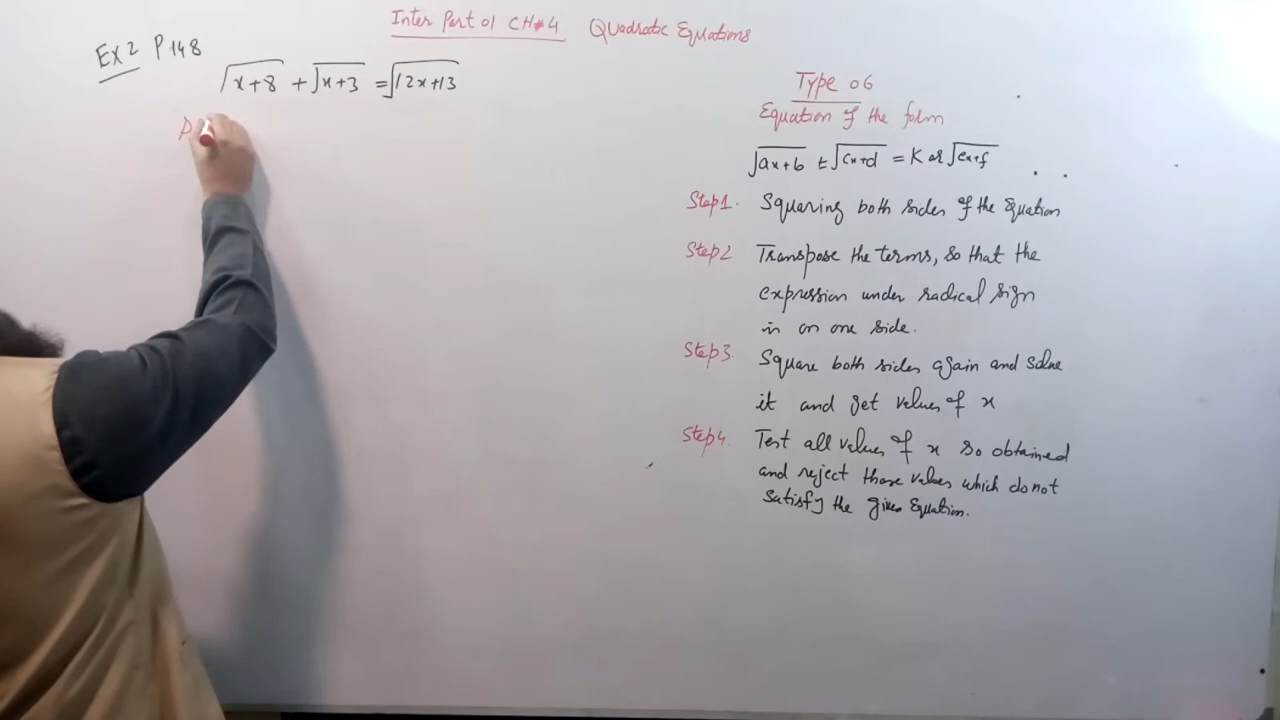 Inter Part 01 CH#4 Quadratic Equations
Ex 2 P 148
√x+8 + √x+3 = √12x+13
Type 06
Equation of the form
√ax+b ± √cx+d = K or √ex+f
Step1. Squaring both sides of the Equation
Step2 Transpose the terms, so that the
expression under radical sign
is on one side.
Step3 Square both sides again and solve
it and get values of x
Step4. Test all values of x so obtained
and reject those values which do not
satisfy the given Equation.